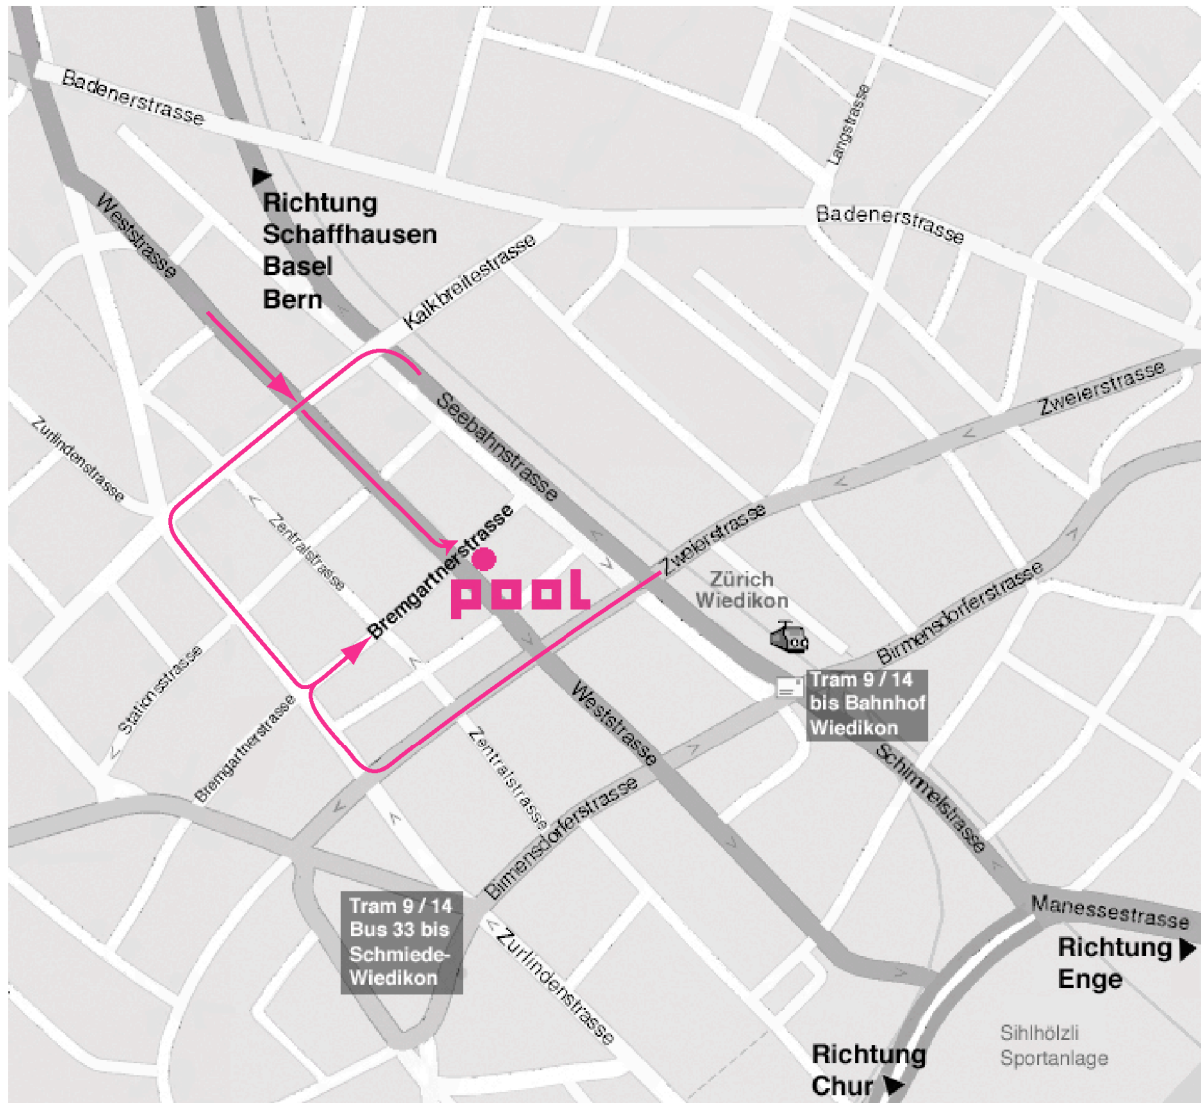 Badenerstrasse
Langstrasse
Richtung
Schaffhausen
Basel
Bern
Weststrasse
Badenerstrasse
Kalkbreitestrasse
Zweierstrasse
Seebahnstrasse
Zurlindenstrasse
Zentralstrasse
Bremgartnerstrasse
Zweierstrasse
pool
Zürich
Wiedikon
Birmensdorferstrasse
Stationsstrasse
Tram 9 / 14
bis Bahnhof
Wiedikon
Bremgartnerstrasse
Weststrasse
Zentralstrasse
Schimmelstrasse
Birmensdorferstrasse
Tram 9 / 14
Bus 33 bis
Schmiede-
Wiedikon
Manessestrasse
Richtung
Enge
Zurlindenstrasse
Sihlhölzli
Sportanlage
Richtung
Chur